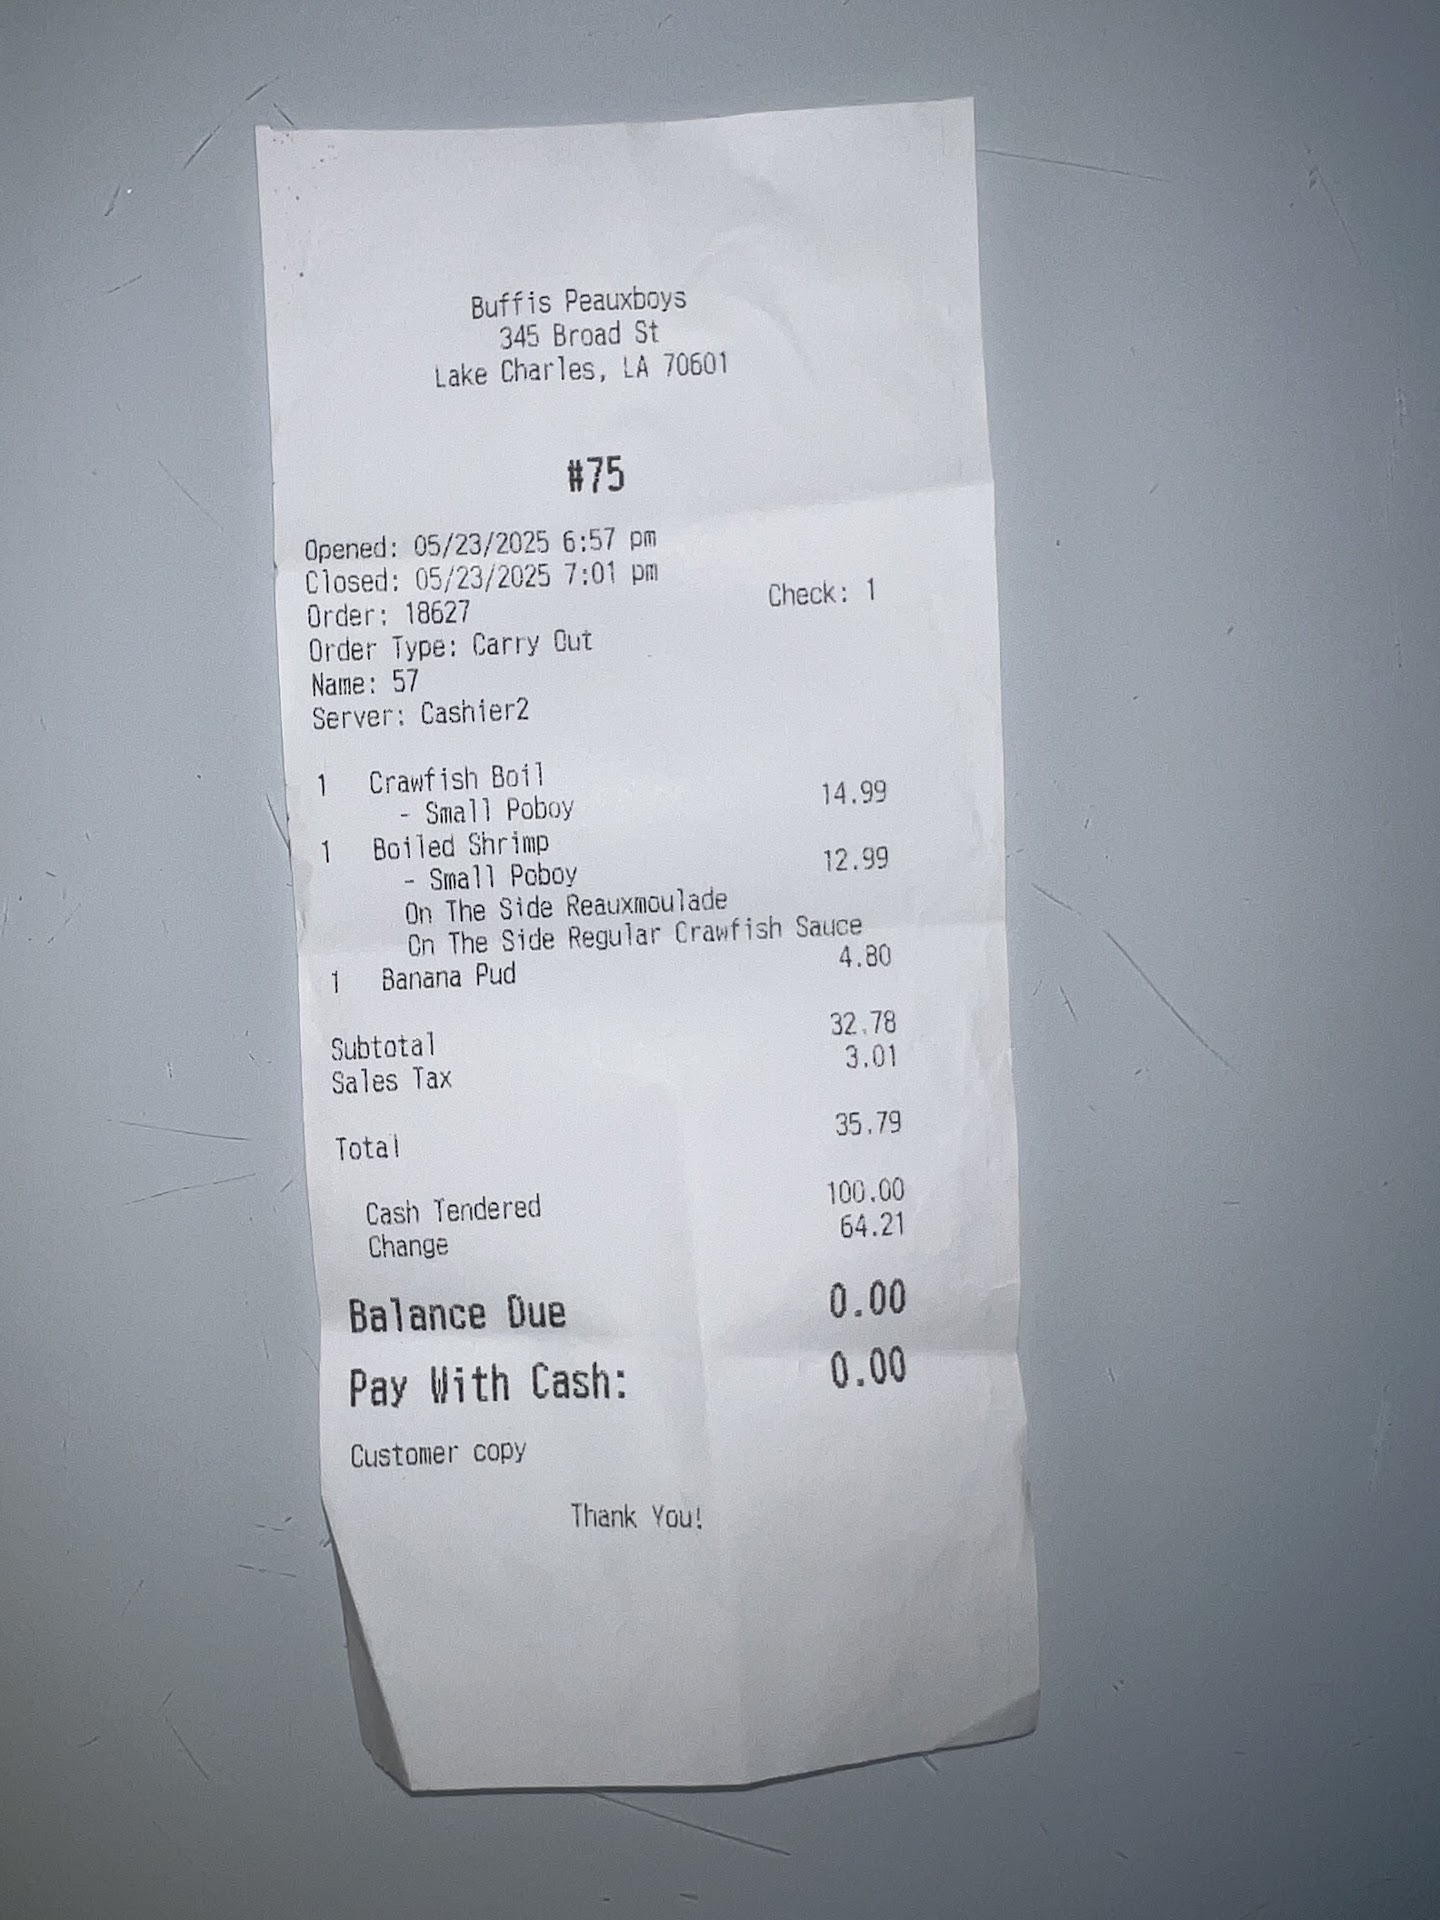 Buffis Peauxboys
345 Broad St
Lake Charles, LA 70601
#75
Opened: 05/23/2025 6:57 pm
Closed: 05/23/2025 7:01 pm
Order: 18627 Check: 1
Order Type: Carry Out
Name: 57
Server: Cashier2
1 Crawfish Boil 14.99
- Small Poboy
1 Boiled Shrimp 12.99
- Small Poboy
On The Side Reauxmoulade
On The Side Regular Crawfish Sauce
1 Banana Pud 4.80
Subtotal 32.78
Sales Tax 3.01
Total 35.79
Cash Tendered 100.00
Change 64.21
Balance Due 0.00
Pay With Cash: 0.00
Customer copy
Thank You!